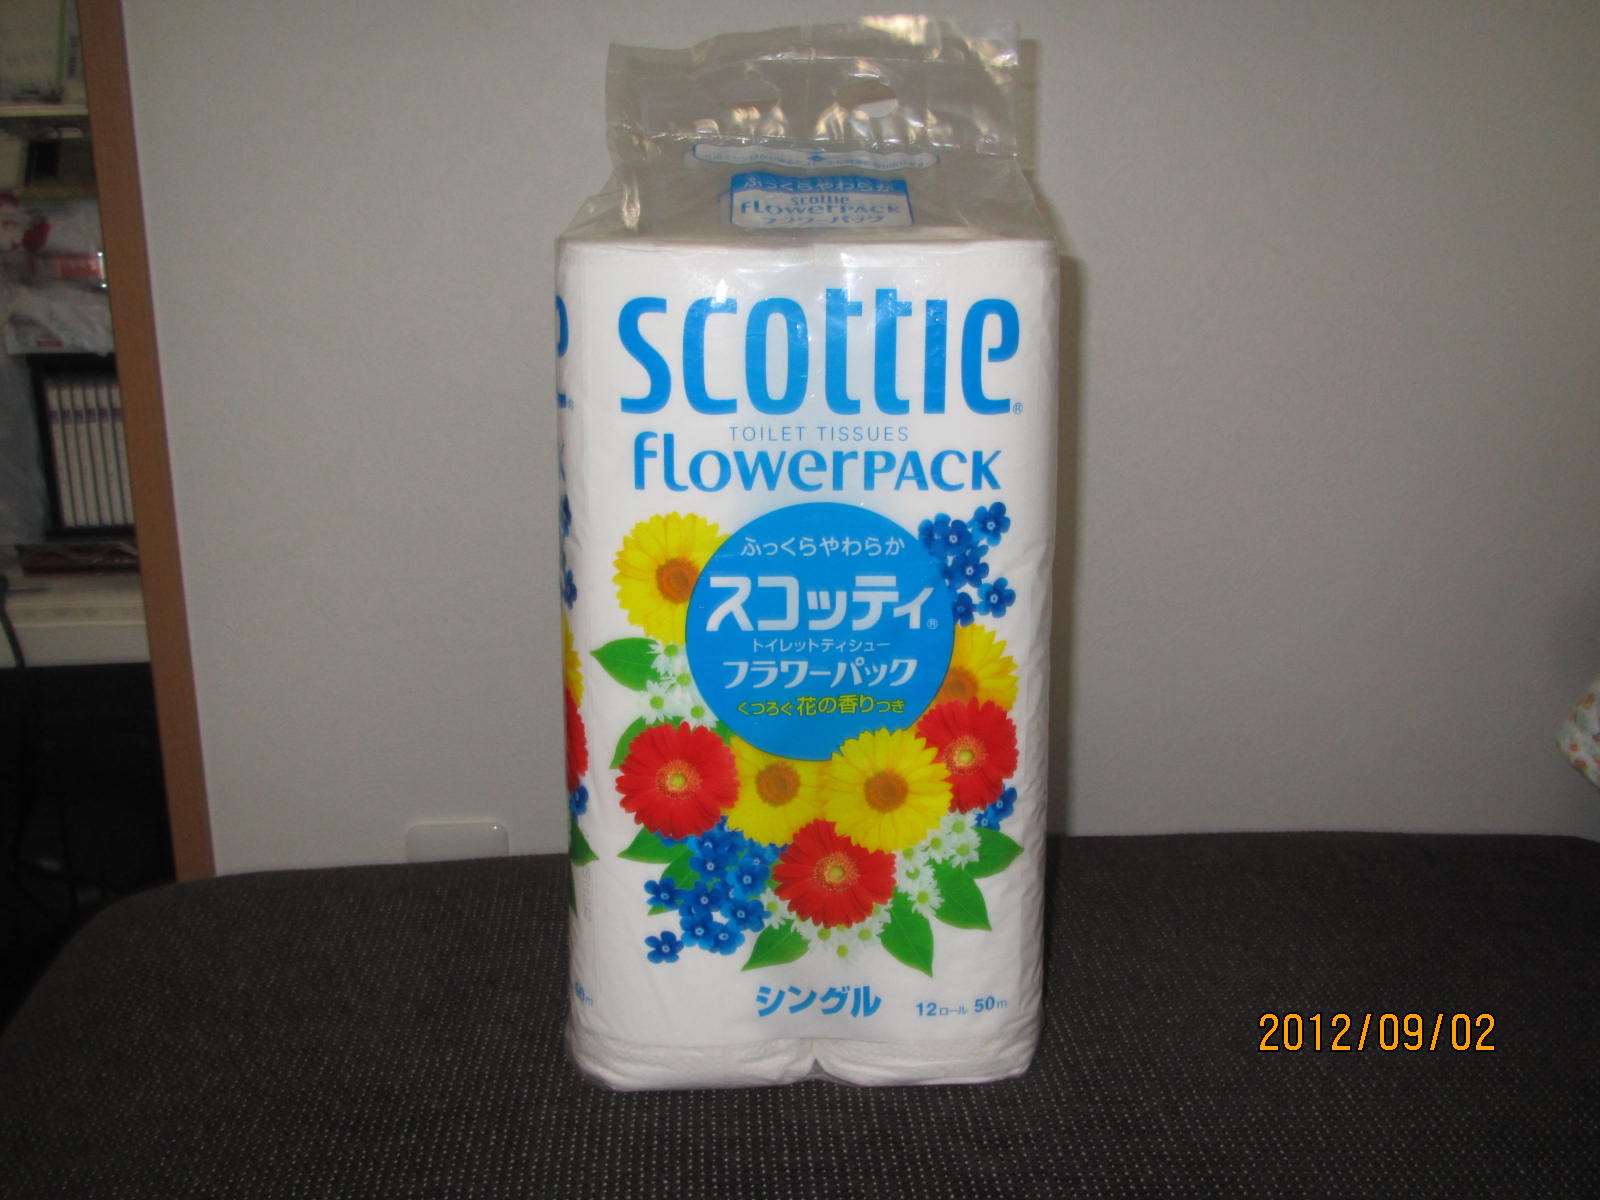 ふっくらやわらか
scottie
flowerPACK
フラワーパック
scottie®
TOILET TISSUES
flowerPACK
ふっくらやわらか
スコッティ®
トイレットティシュー
フラワーパック
くつろぐ花の香りつき
シングル
12ロール 50m
2012/09/02